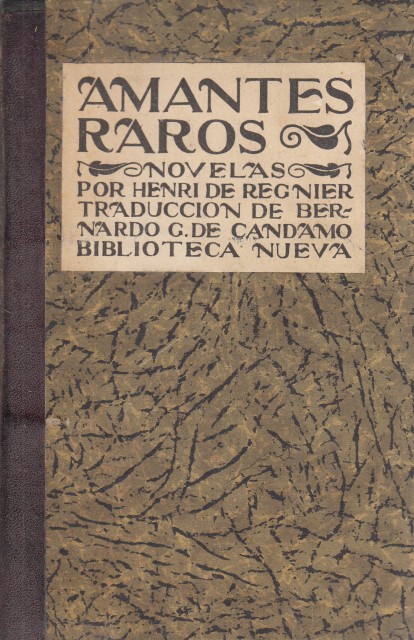 AMANTES
RAROS
NOVELAS
POR HENRI DE REGNIER
TRADUCCION DE BER-
NARDO G. DE CANDAMO
BIBLIOTECA NUEVA